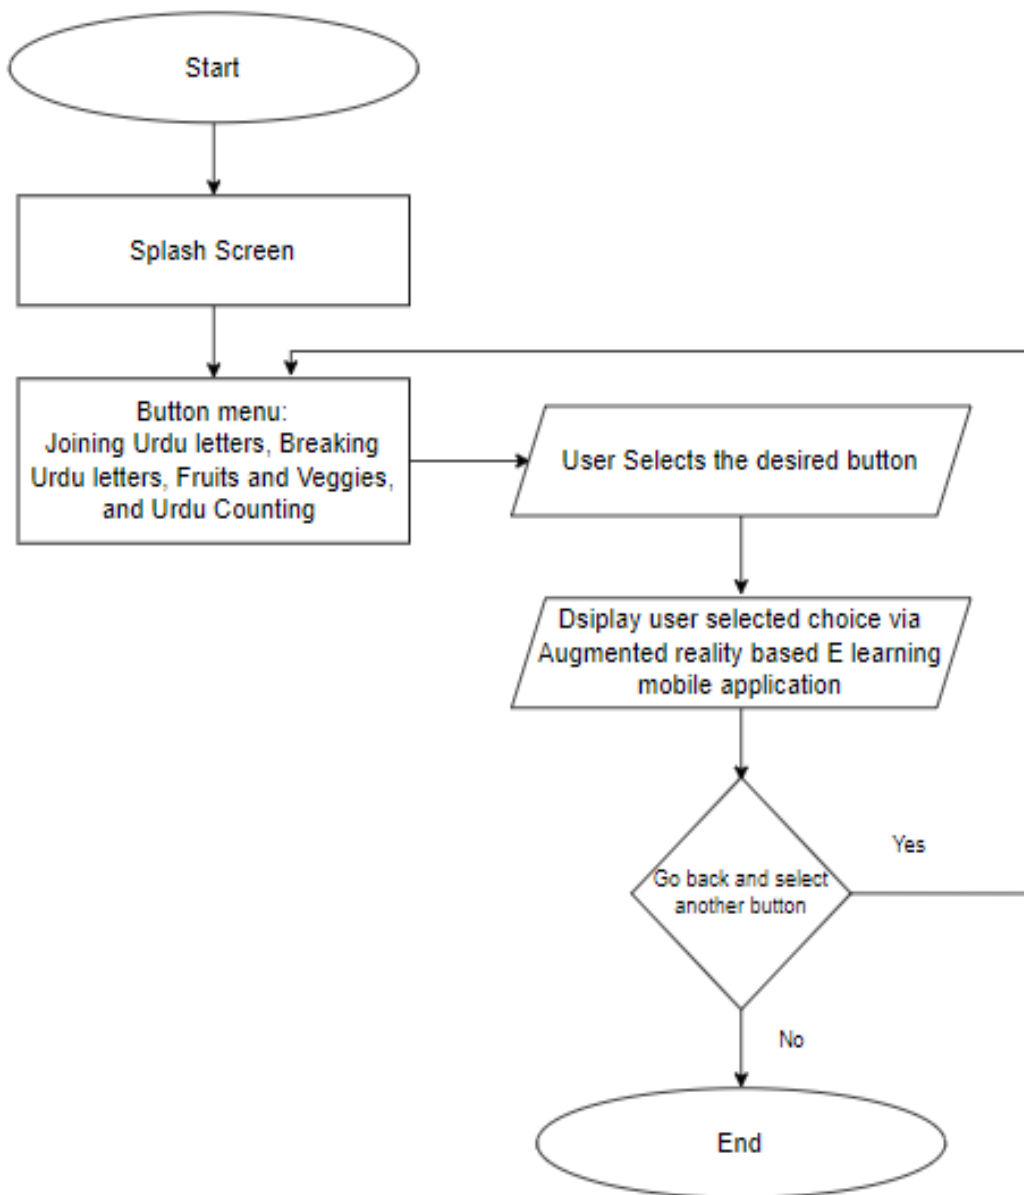 Start
Splash Screen
Button menu:
Joining Urdu letters, Breaking
Urdu letters, Fruits and Veggies,
and Urdu Counting
User Selects the desired button
Dsiplay user selected choice via
Augmented reality based E learning
mobile application
Go back and select
another button
Yes
No
End